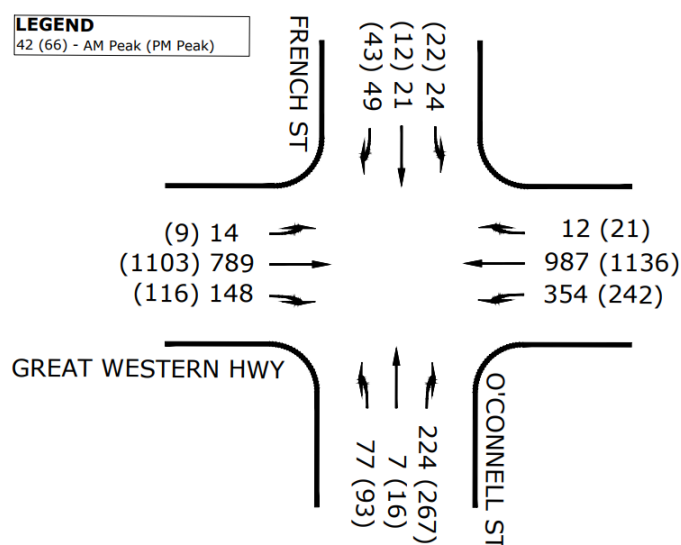 LEGEND
42 (66) - AM Peak (PM Peak)
FRENCH ST
(43) 49
(12) 21
(22) 24
(9) 14
(1103) 789
(116) 148
12 (21)
987 (1136)
354 (242)
GREAT WESTERN HWY
77 (93)
7 (16)
224 (267)
O'CONNELL ST